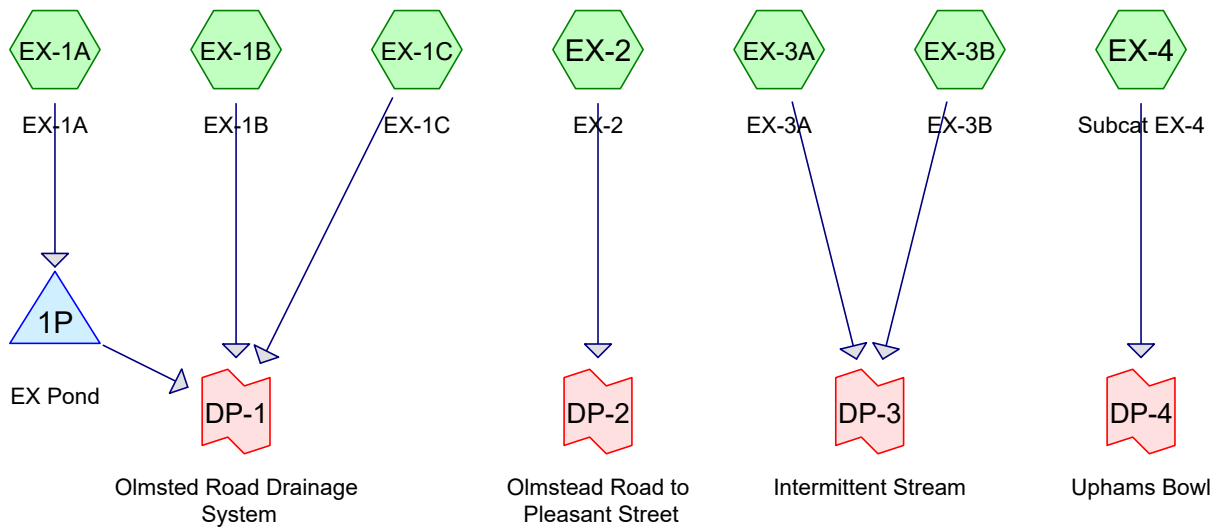 EX-1A
EX-1B
EX-1C
EX-2
EX-3A
EX-3B
EX-4
EX-1A
EX-1B
EX-1C
EX-2
EX-3A
EX-3B
Subcat EX-4
1P
EX Pond
DP-1
DP-2
DP-3
DP-4
Olmsted Road Drainage
System
Olmstead Road to
Pleasant Street
Intermittent Stream
Uphams Bowl